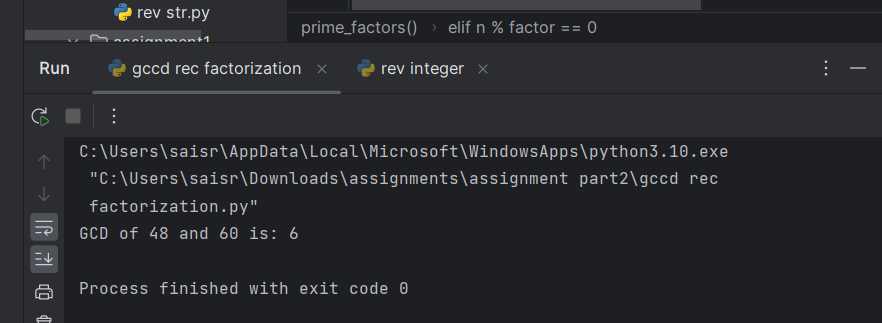 rev str.py
assignment1
prime_factors() › elif n % factor == 0
Run gccd rec factorization × rev integer ×
C:\Users\saisr\AppData\Local\Microsoft\WindowsApps\python3.10.exe
"C:\Users\saisr\Downloads\assignments\assignment part2\gccd rec
factorization.py"
GCD of 48 and 60 is: 6
Process finished with exit code 0